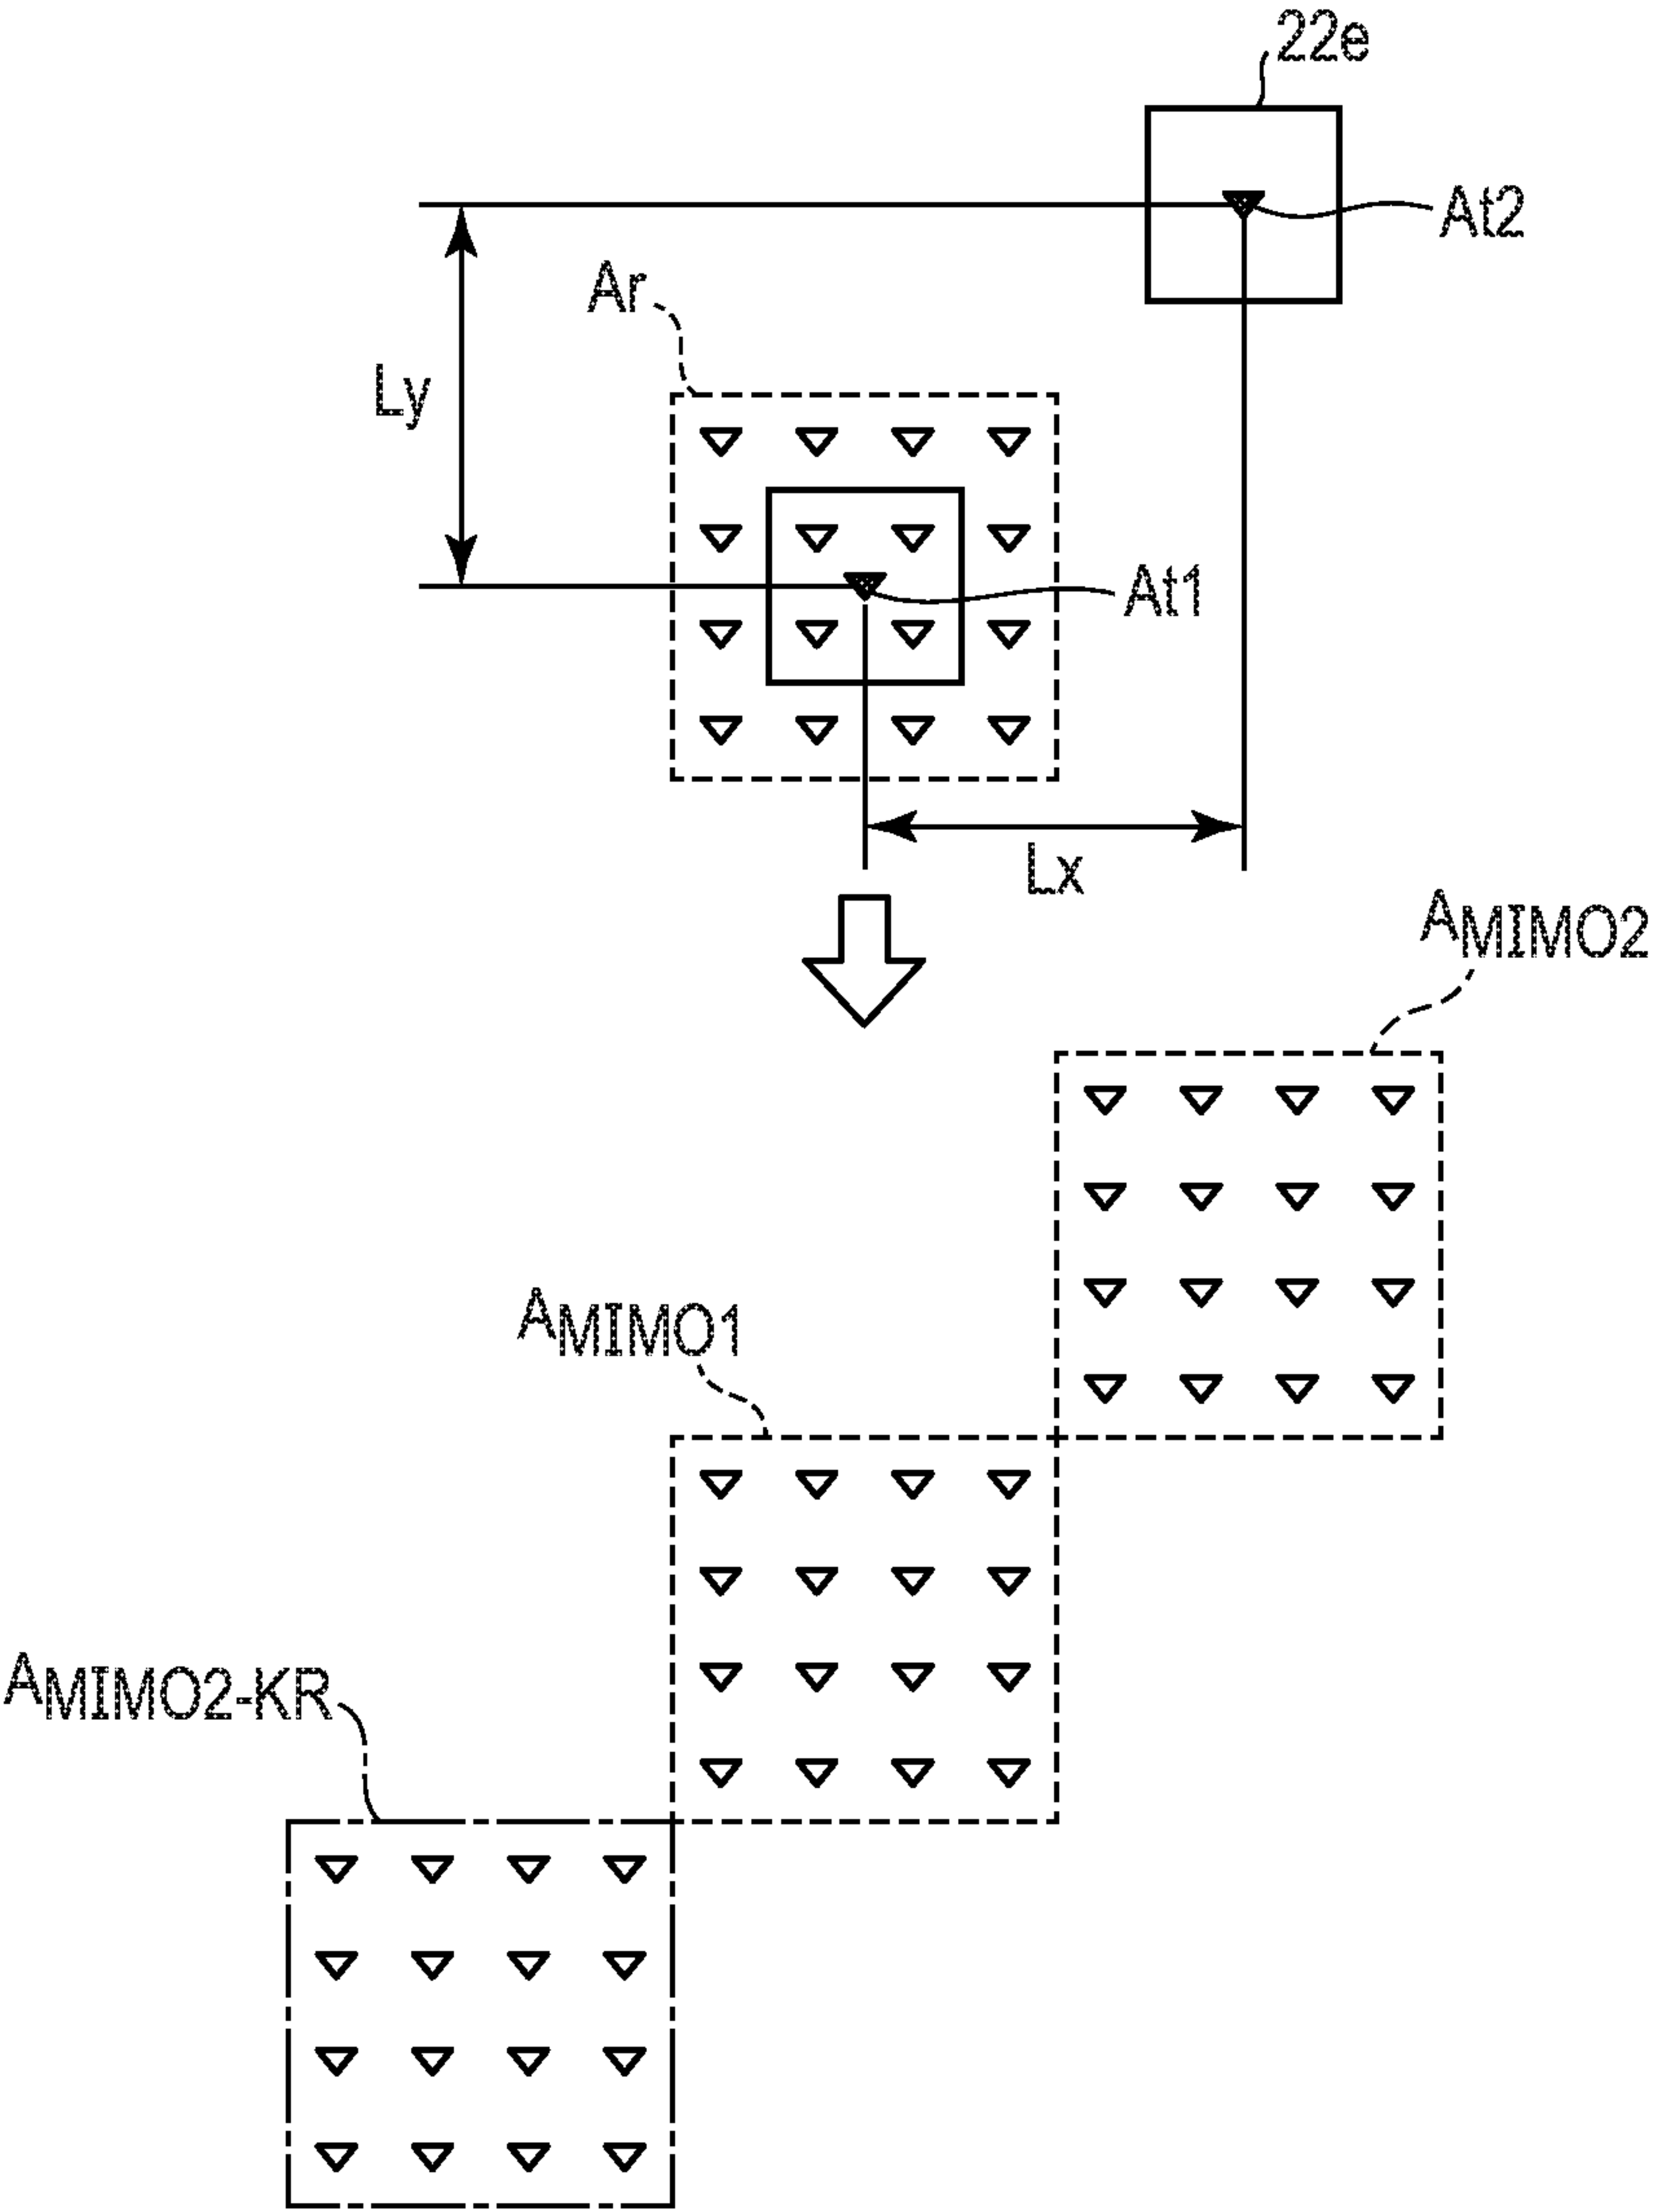 22e
At2
Ar
Ly
At1
Lx
AMIMO2
AMIMO1
AMIMO2-KR